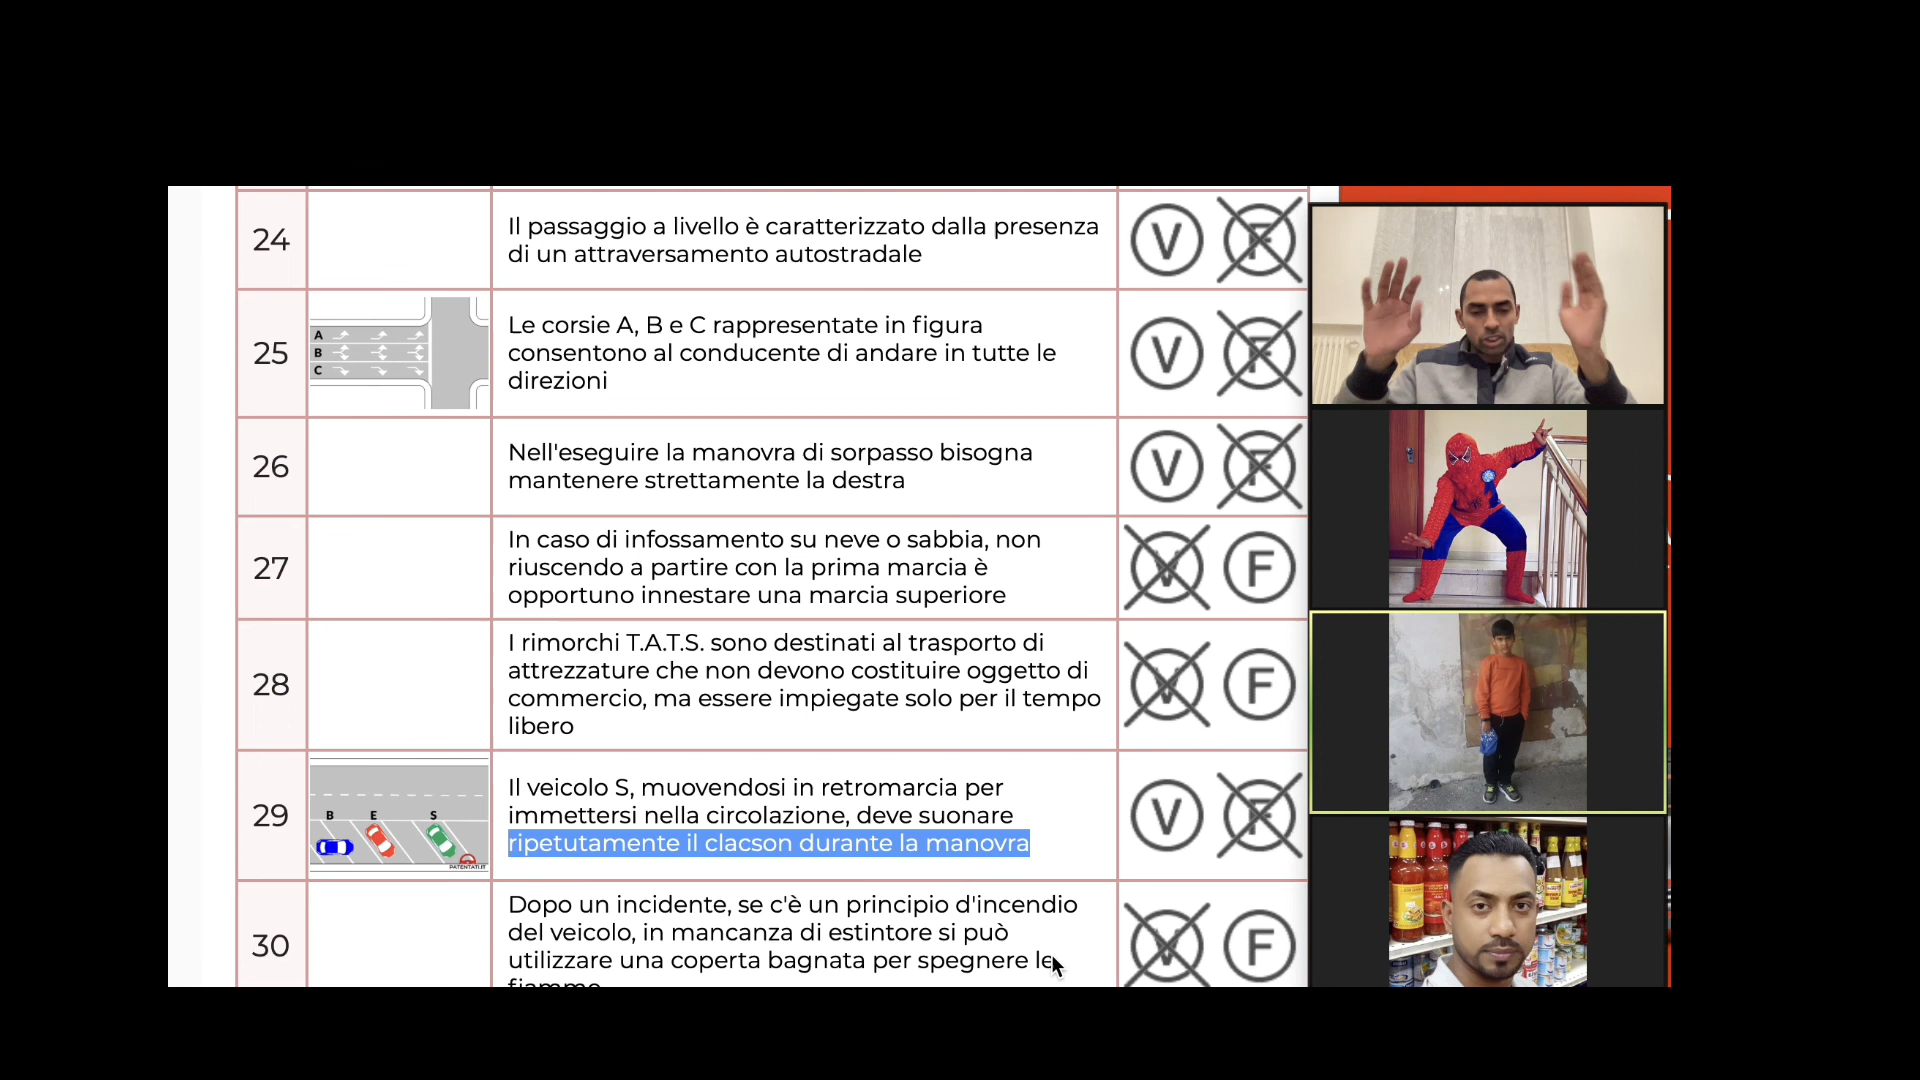 24
Il passaggio a livello è caratterizzato dalla presenza
di un attraversamento autostradale
V F
25
A
B
C
Le corsie A, B e C rappresentate in figura
consentono al conducente di andare in tutte le
direzioni
V F
26
Nell'eseguire la manovra di sorpasso bisogna
mantenere strettamente la destra
V F
27
In caso di infossamento su neve o sabbia, non
riuscendo a partire con la prima marcia è
opportuno innestare una marcia superiore
V F
28
I rimorchi T.A.T.S. sono destinati al trasporto di
attrezzature che non devono costituire oggetto di
commercio, ma essere impiegate solo per il tempo
libero
V F
29
B E S
PATENTATI.IT
Il veicolo S, muovendosi in retromarcia per
immettersi nella circolazione, deve suonare
ripetutamente il clacson durante la manovra
V F
30
Dopo un incidente, se c'è un principio d'incendio
del veicolo, in mancanza di estintore si può
utilizzare una coperta bagnata per spegnere le
fiamme
V F